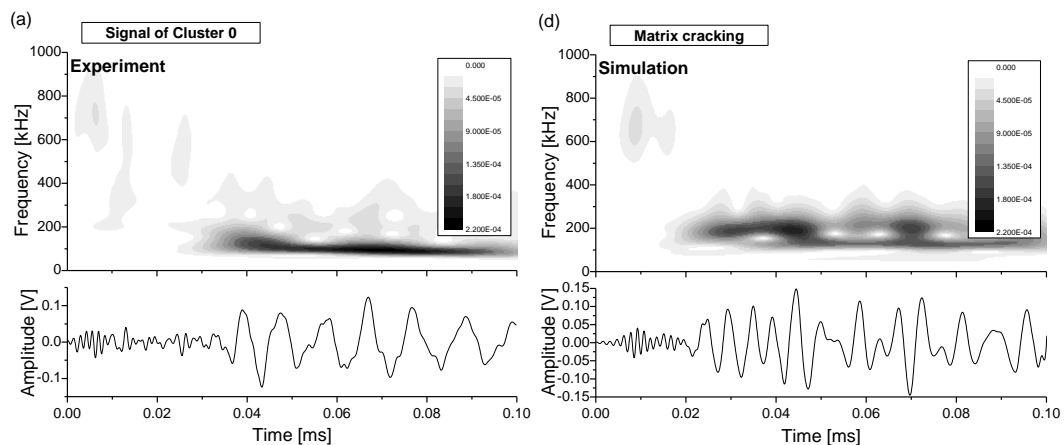 (a)
Signal of Cluster 0
Experiment
Frequency [kHz]
1000
800
600
400
200
0
0.000
4.500E-05
9.000E-05
1.350E-04
1.800E-04
2.200E-04
Amplitude [V]
0.1
0.0
-0.1
0.00
0.02
0.04
0.06
0.08
0.10
Time [ms]
(d)
Matrix cracking
Simulation
Frequency [kHz]
1000
800
600
400
200
0
0.000
4.500E-05
9.000E-05
1.350E-04
1.800E-04
2.200E-04
Amplitude [V]
0.15
0.10
0.05
0.00
-0.05
-0.10
-0.15
0.00
0.02
0.04
0.06
0.08
0.10
Time [ms]